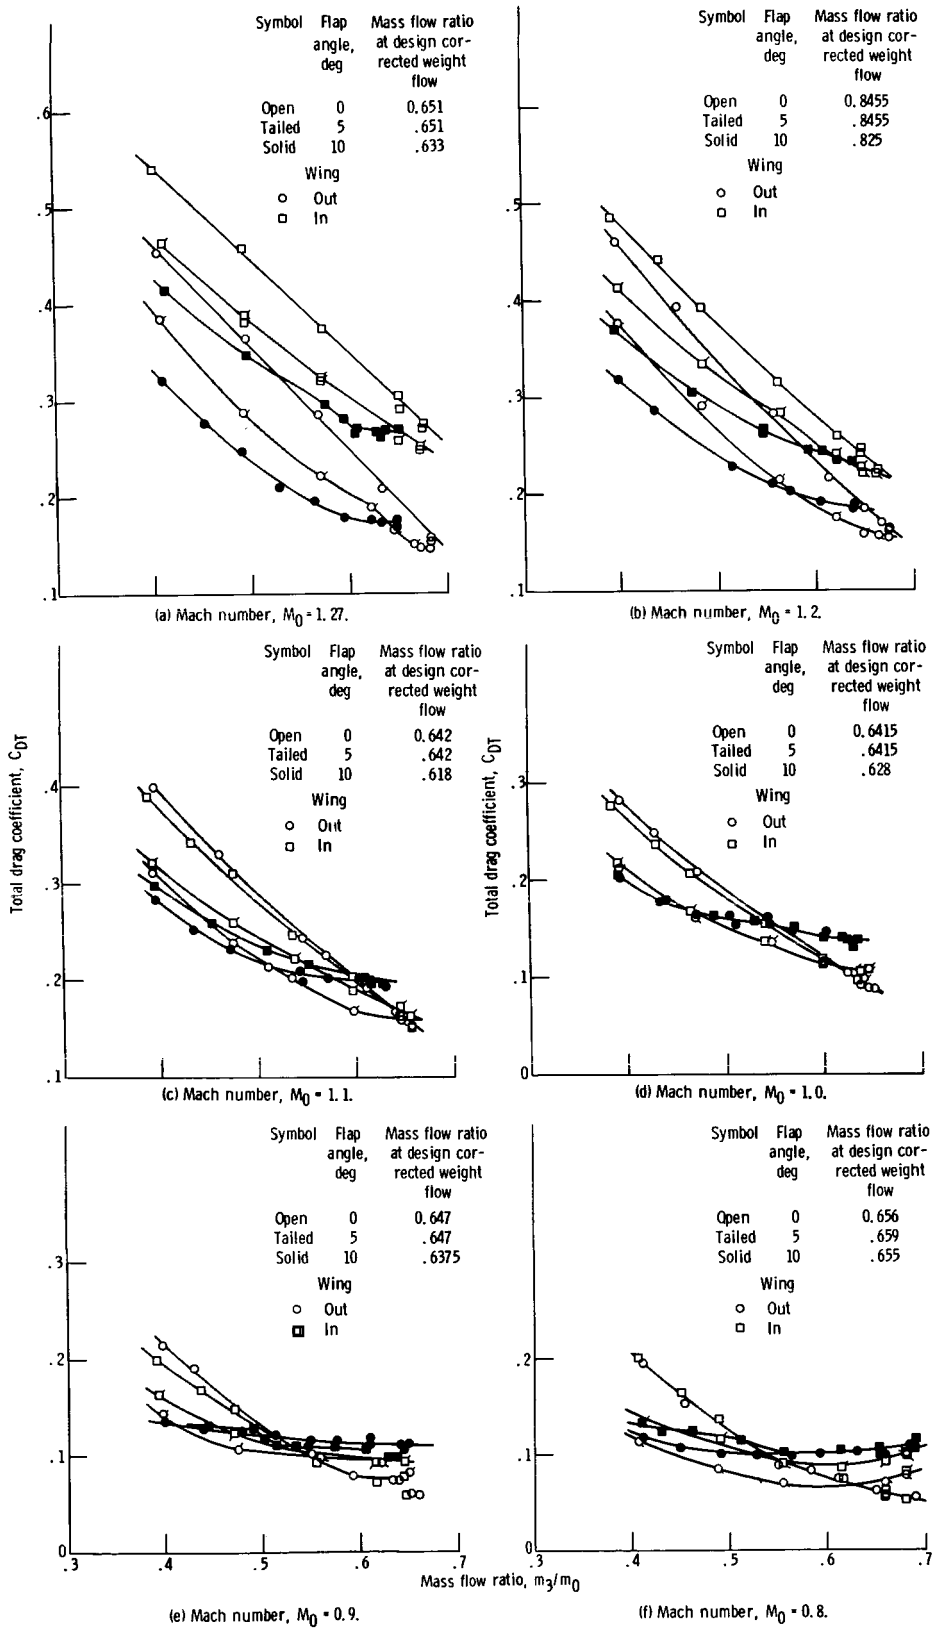 Symbol Flap angle, deg Mass flow ratio at design cor- rected weight flow
Open 0 0.651
Tailed 5 .651
Solid 10 .633
Wing
Out
In
.6
.5
.4
.3
.2
.1
(a) Mach number, M0 = 1.27.
Symbol Flap angle, deg Mass flow ratio at design cor- rected weight flow
Open 0 0.8455
Tailed 5 .8455
Solid 10 .825
Wing
Out
In
.5
.4
.3
.2
.1
(b) Mach number, M0 = 1.2.
Total drag coefficient, CDT
Symbol Flap angle, deg Mass flow ratio at design cor- rected weight flow
Open 0 0.642
Tailed 5 .642
Solid 10 .618
Wing
Out
In
.4
.3
.2
.1
(c) Mach number, M0 = 1.1.
Total drag coefficient, CDT
Symbol Flap angle, deg Mass flow ratio at design cor- rected weight flow
Open 0 0.6415
Tailed 5 .6415
Solid 10 .628
Wing
Out
In
.3
.2
.1
0
(d) Mach number, M0 = 1.0.
Symbol Flap angle, deg Mass flow ratio at design cor- rected weight flow
Open 0 0.647
Tailed 5 .647
Solid 10 .6375
Wing
Out
In
.3
.2
.1
0
.3 .4 .5 .6 .7
(e) Mach number, M0 = 0.9.
Symbol Flap angle, deg Mass flow ratio at design cor- rected weight flow
Open 0 0.656
Tailed 5 .659
Solid 10 .655
Wing
Out
In
.2
.1
0
.3 .4 .5 .6 .7
Mass flow ratio, m3/m0
(f) Mach number, M0 = 0.8.